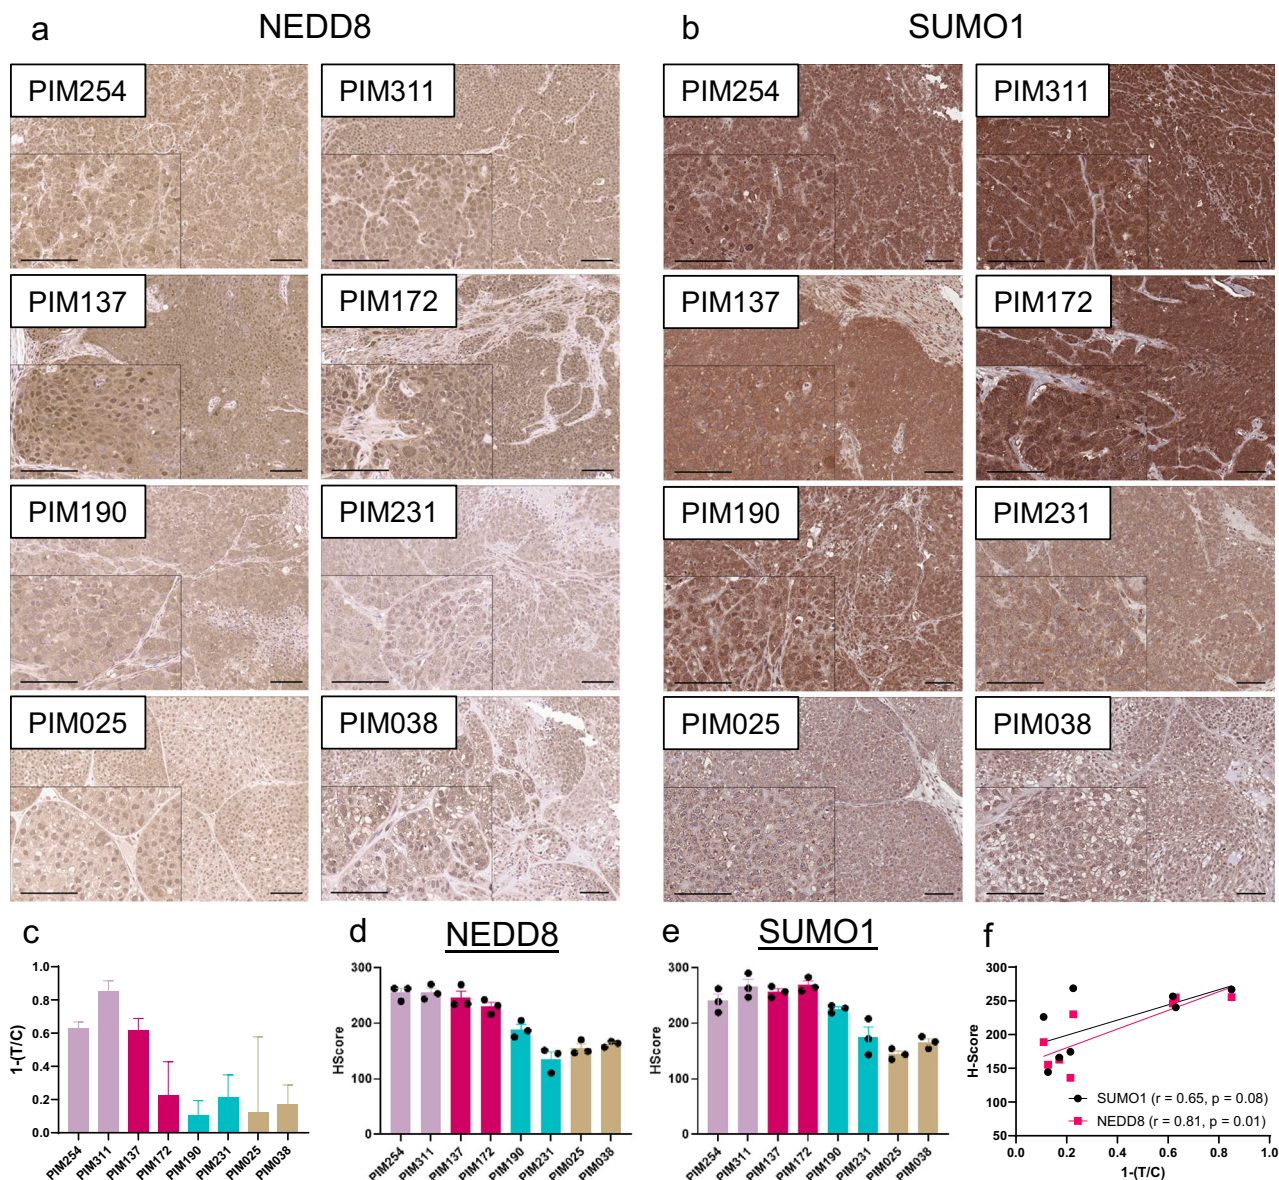 a NEDD8
b SUMO1
PIM254 PIM311
PIM137 PIM172
PIM190 PIM231
PIM025 PIM038
PIM254 PIM311
PIM137 PIM172
PIM190 PIM231
PIM025 PIM038
c
1-(T/C)
1.0
0.8
0.6
0.4
0.2
0.0
PIM254 PIM311 PIM137 PIM172 PIM190 PIM231 PIM025 PIM038
d NEDD8
HScore
300
200
100
0
PIM254 PIM311 PIM137 PIM172 PIM190 PIM231 PIM025 PIM038
e SUMO1
HScore
300
200
100
0
PIM254 PIM311 PIM137 PIM172 PIM190 PIM231 PIM025 PIM038
f
H-Score
300
250
200
150
100
50
SUMO1 (r = 0.65, p = 0.08)
NEDD8 (r = 0.81, p = 0.01)
0.0 0.2 0.4 0.6 0.8 1.0
1-(T/C)